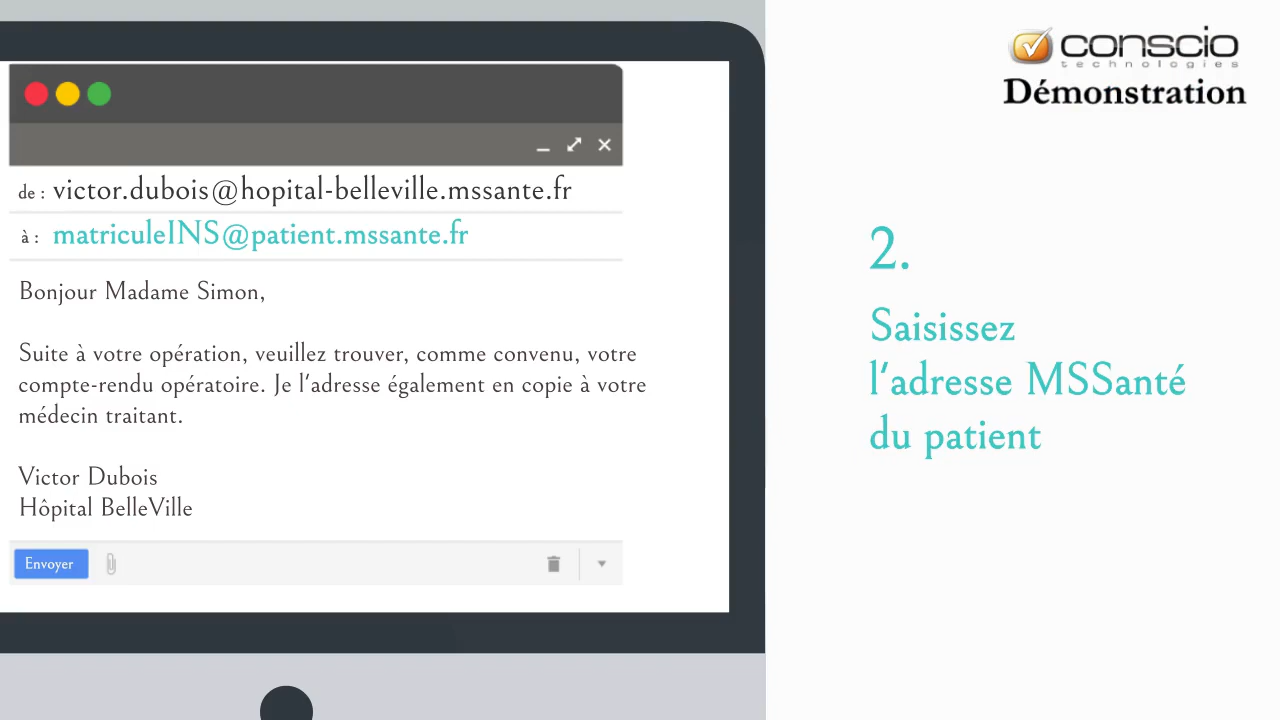 conscio
technologies
Démonstration
de : victor.dubois@hopital-belleville.mssante.fr
à : matriculeINS@patient.mssante.fr
Bonjour Madame Simon,
Suite à votre opération, veuillez trouver, comme convenu, votre
compte-rendu opératoire. Je l'adresse également en copie à votre
médecin traitant.
Victor Dubois
Hôpital BelleVille
Envoyer
2.
Saisissez
l'adresse MSSanté
du patient